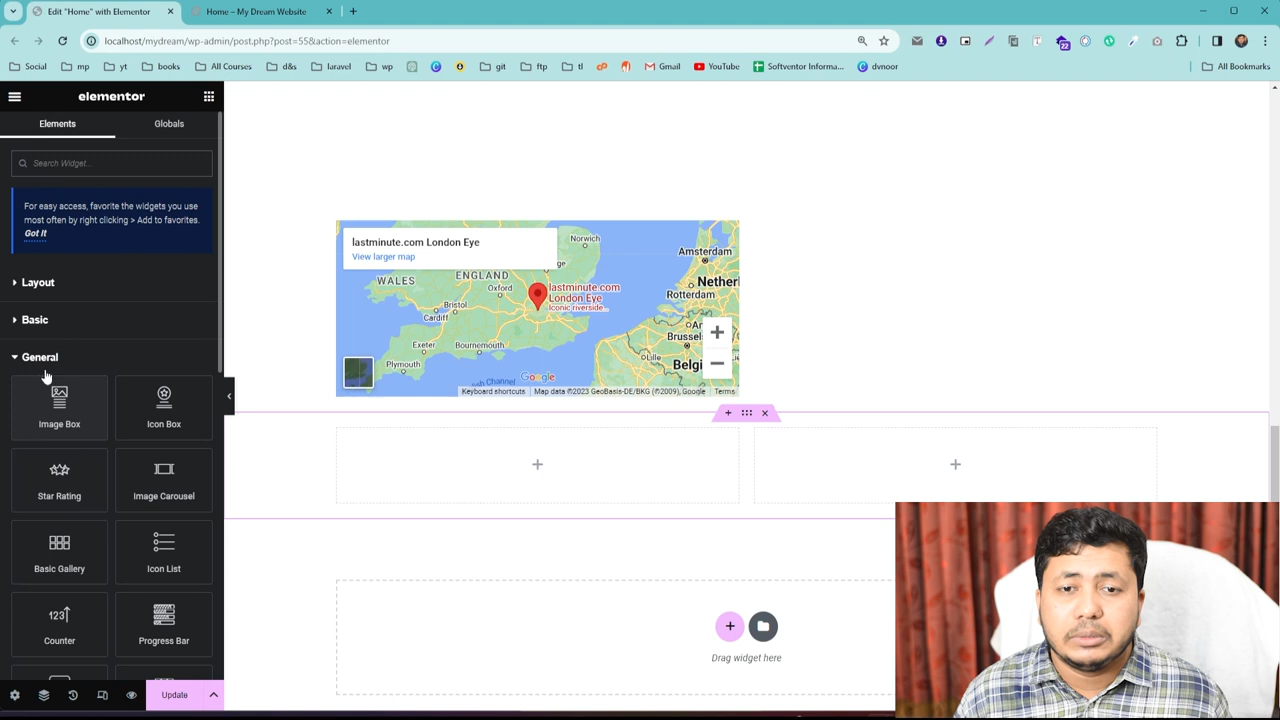 Edit "Home" with Elementor
Home – My Dream Website
localhost/mydream/wp-admin/post.php?post=55&action=elementor
22
Social
mp
yt
books
All Courses
d&s
laravel
wp
git
ftp
tl
Gmail
YouTube
Softventor Informa...
dvnoor
All Bookmarks
elementor
Elements
Globals
Search Widget...
For easy access, favorite the widgets you
use most often by right clicking > Add to favorites.
Got It
Layout
Basic
General
Image Box
Icon Box
Star Rating
Image Carousel
Basic Gallery
Icon List
123
Counter
Progress Bar
Update
lastminute.com London Eye
View larger map
Norwich
ge
WALES
ENGLAND
Oxford
Bristol
Cardiff
Exeter
Bournemouth
Plymouth
lastminute.com
London Eye
Iconic riverside...
Amsterdam
Nether
Rotterdam
Brusse
Lille
Belgi
sh Channel
Google
Keyboard shortcuts
Map data ©2023 GeoBasis-DE/BKG (©2009), Google
Terms
Drag widget here